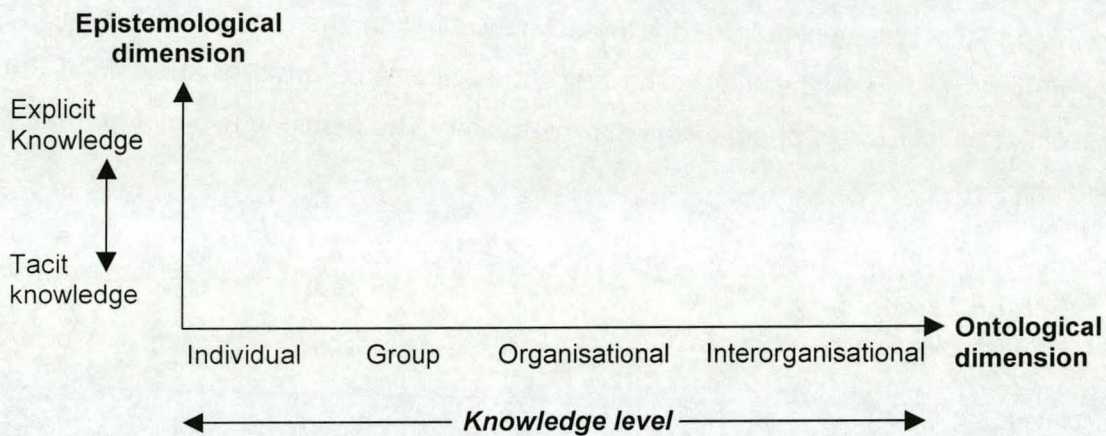 Epistemological
dimension
Explicit
Knowledge
Tacit
knowledge
Ontological
dimension
Individual Group Organisational Interorganisational
Knowledge level